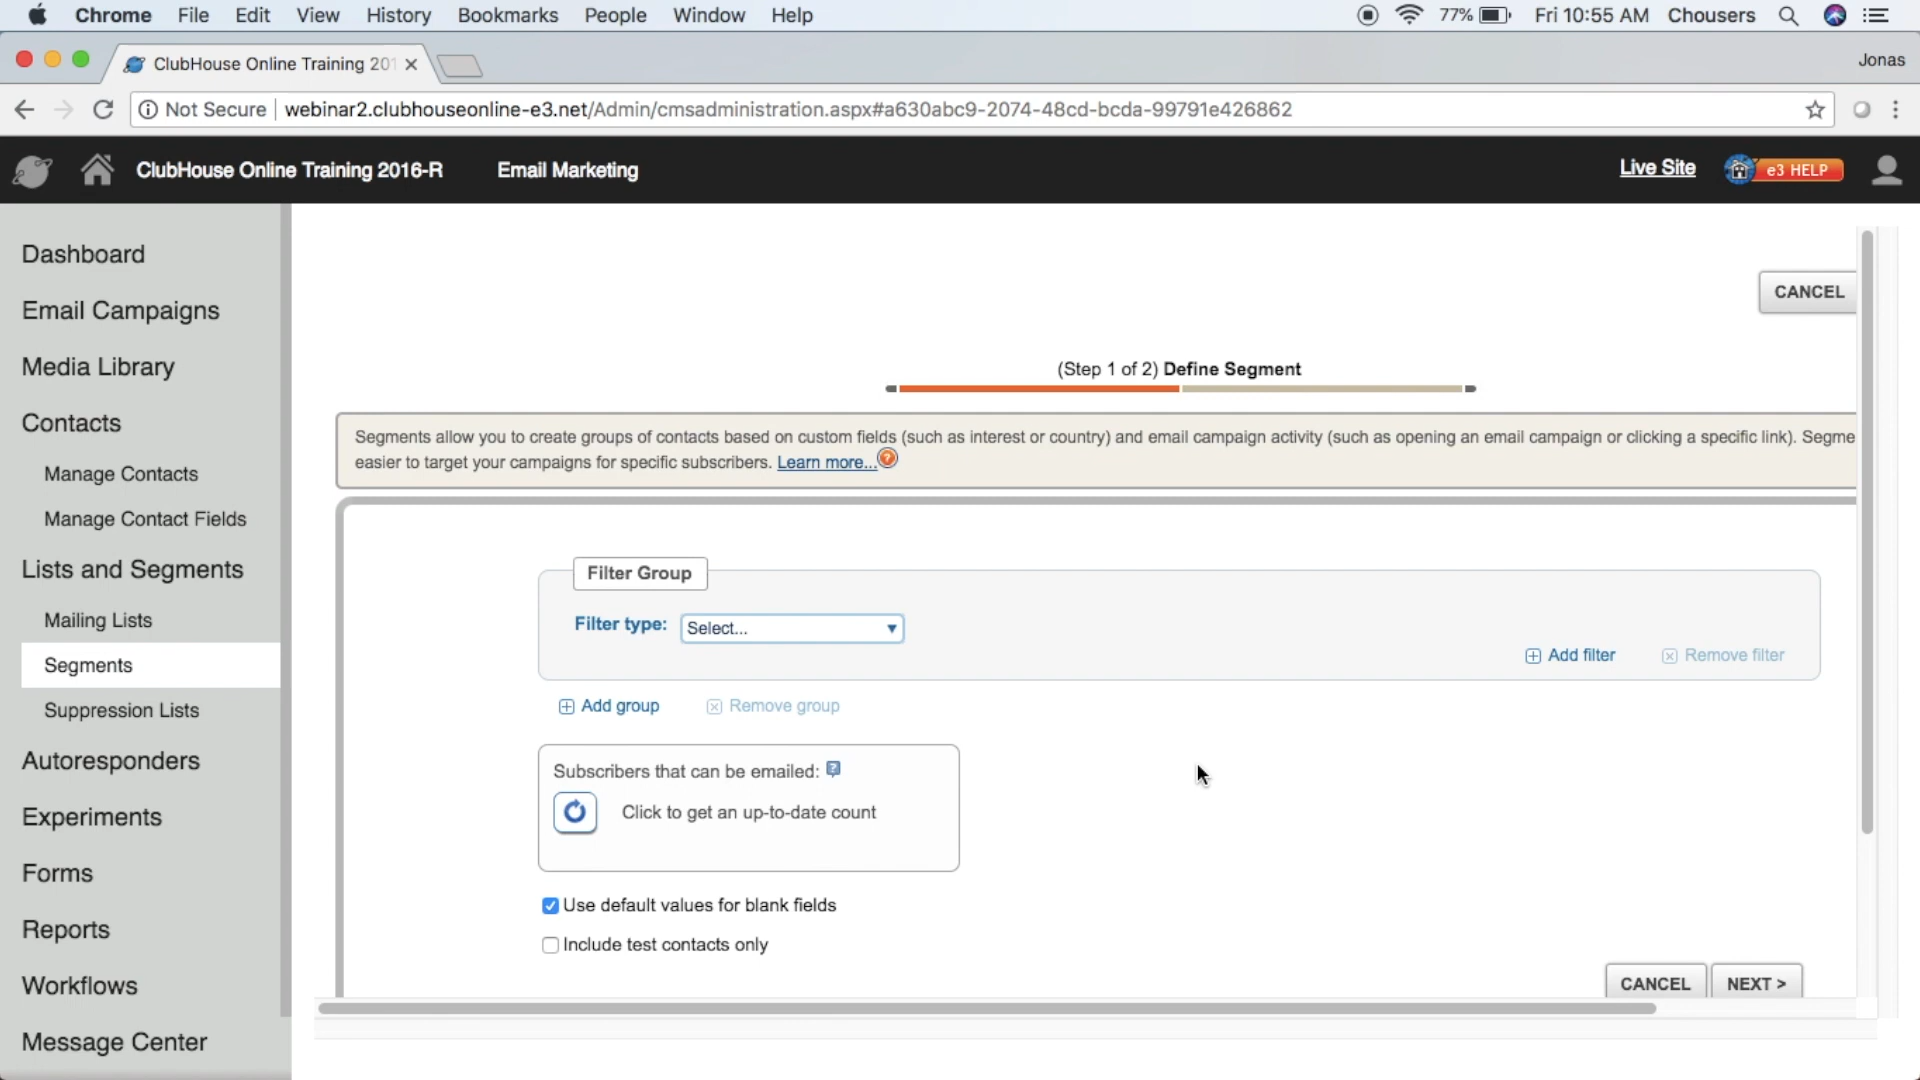 Chrome File Edit View History Bookmarks People Window Help 77% Fri 10:55 AM Chousers
ClubHouse Online Training 201 Jonas
Not Secure webinar2.clubhouseonline-e3.net/Admin/cmsadministration.aspx#a630abc9-2074-48cd-bcda-99791e426862
ClubHouse Online Training 2016-R Email Marketing Live Site e3 HELP
Dashboard
Email Campaigns
Media Library
Contacts
Manage Contacts
Manage Contact Fields
Lists and Segments
Mailing Lists
Segments
Suppression Lists
Autoresponders
Experiments
Forms
Reports
Workflows
Message Center
CANCEL
(Step 1 of 2) Define Segment
Segments allow you to create groups of contacts based on custom fields (such as interest or country) and email campaign activity (such as opening an email campaign or clicking a specific link). Segme
easier to target your campaigns for specific subscribers. Learn more...
Filter Group
Filter type: Select...
Add filter Remove filter
Add group Remove group
Subscribers that can be emailed:
Click to get an up-to-date count
Use default values for blank fields
Include test contacts only
CANCEL NEXT >